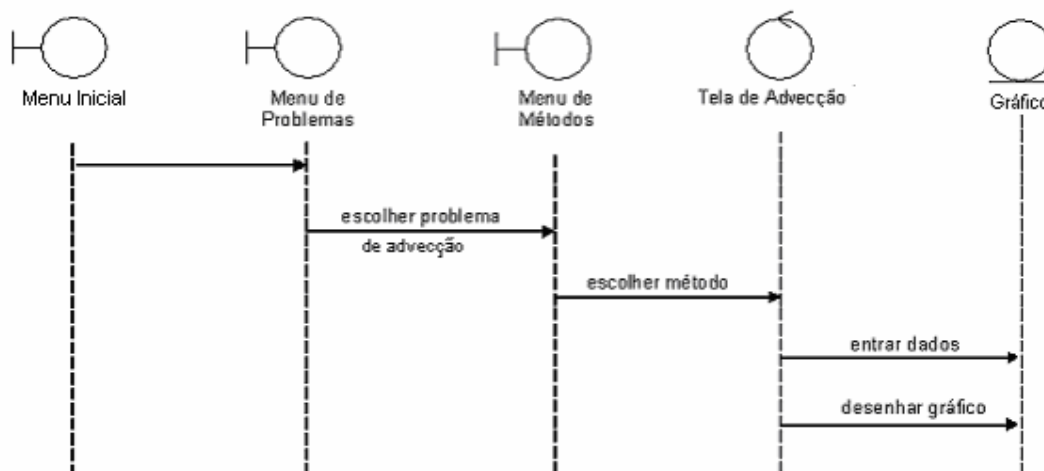 Menu Inicial
Menu de
Problemas
Menu de
Métodos
Tela de Advecção
Gráfico
escolher problema
de advecção
escolher método
entrar dados
desenhar gráfico